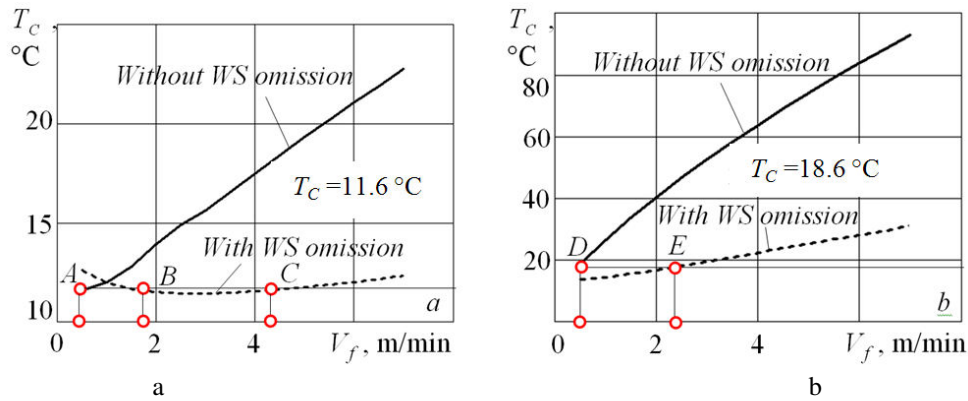 T_C ,
°C
20
15
10
0
2
4
V_f , m/min
Without WS omission
T_C =11.6 °C
With WS omission
A
B
C
a
a
T_C ,
°C
80
60
40
20
0
2
4
V_f , m/min
Without WS omission
T_C =18.6 °C
With WS omission
D
E
b
b